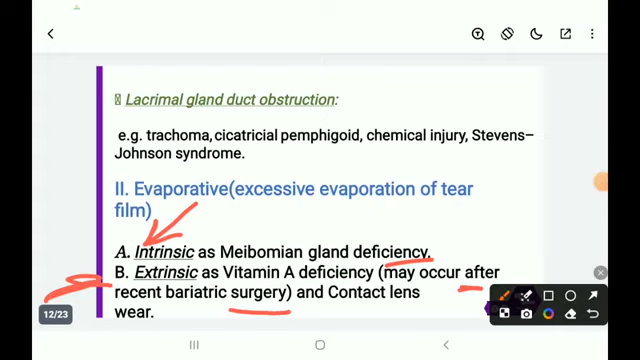 Lacrimal gland duct obstruction:
e.g. trachoma, cicatricial pemphigoid, chemical injury, Stevens–
Johnson syndrome.
II. Evaporative(excessive evaporation of tear
film)
A. Intrinsic as Meibomian gland deficiency.
B. Extrinsic as Vitamin A deficiency (may occur after
recent bariatric surgery) and Contact lens
wear.
12/23